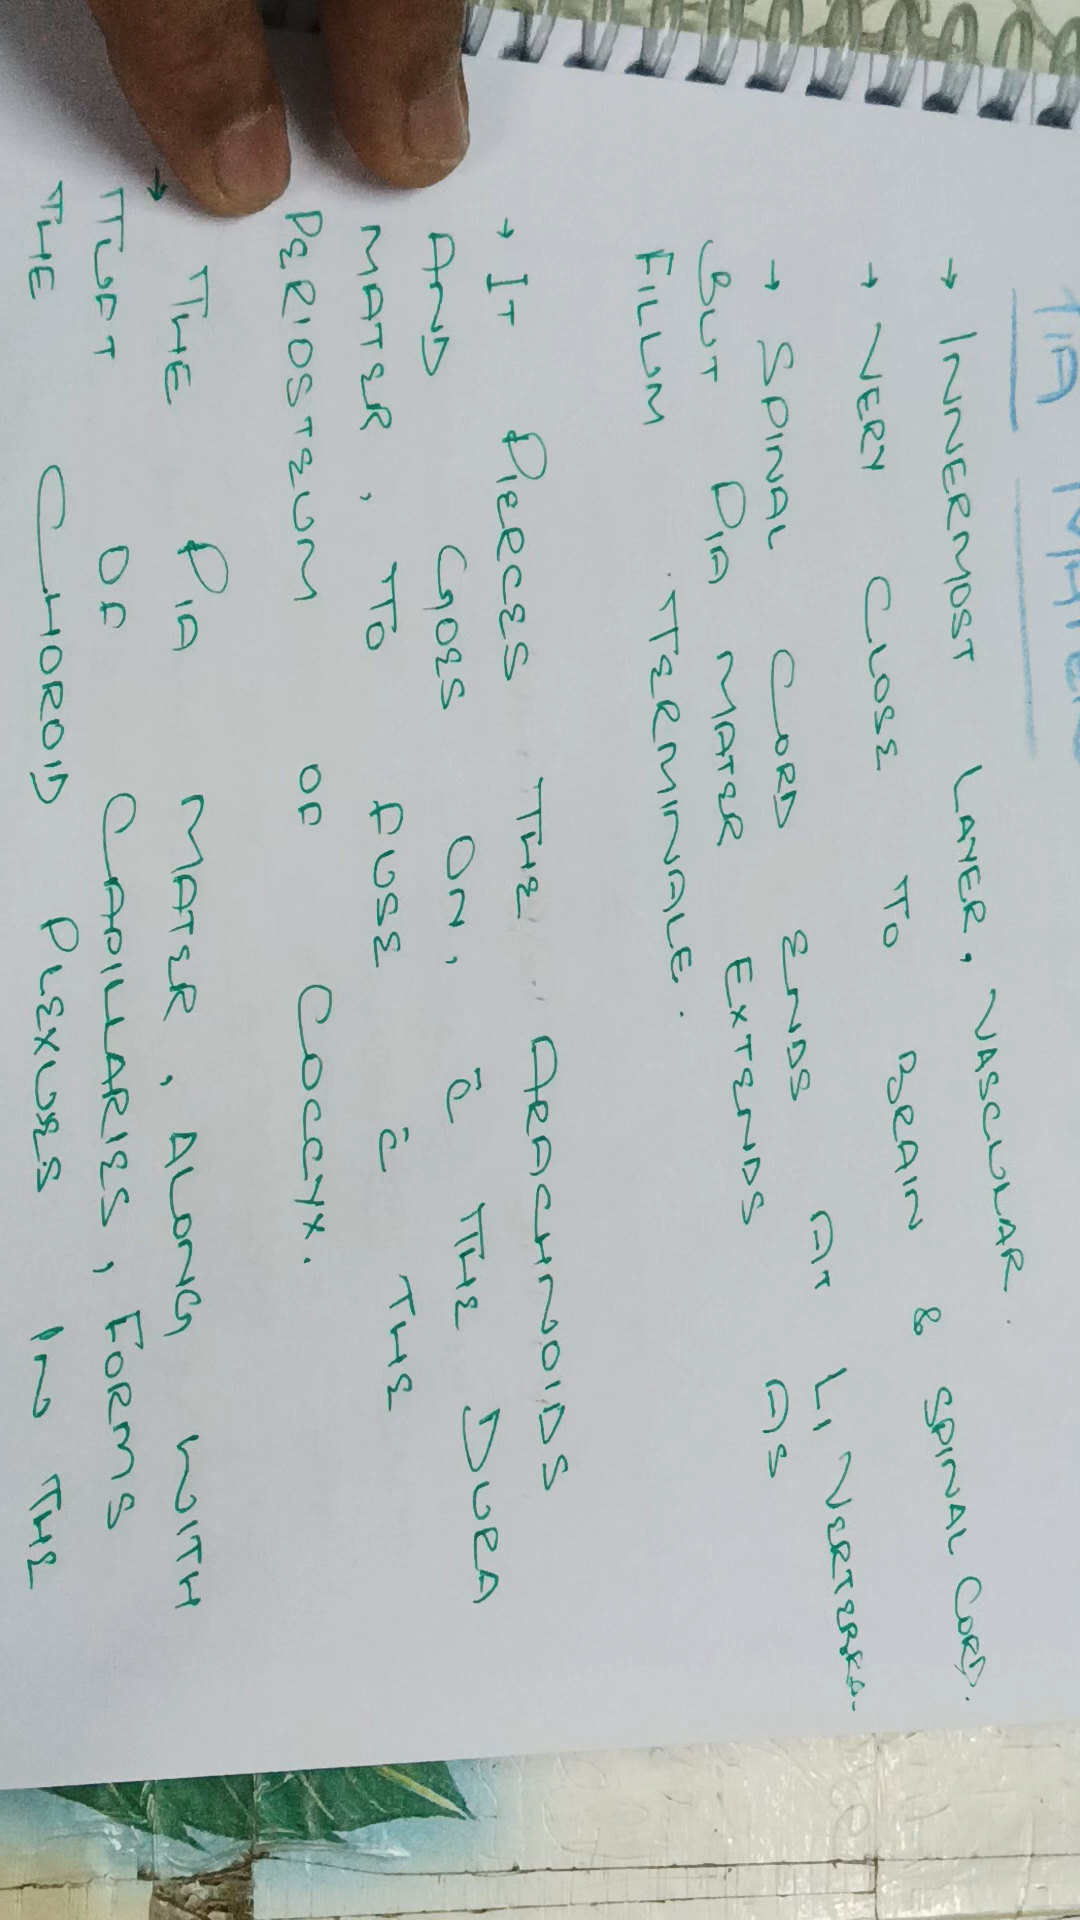 PIA MATER
→ INNERMOST LAYER, VASCULAR.
→ VERY CLOSE TO BRAIN & SPINAL CORD.
→ SPINAL CORD ENDS AT L1 VERTEBRA.
BUT PIA MATER EXTENDS AS
FILUM TERMINALE.
→ IT PIERCES THE ARACHNOIDS
AND GOES ON, c̄ THE DURA
MATER, TO FUSE c̄ THE
PERIOSTEUM OF COCCYX.
→ THE PIA MATER, ALONG WITH
TUFT OF CAPILLARIES, FORMS
THE CHOROID PLEXUSES IN THE